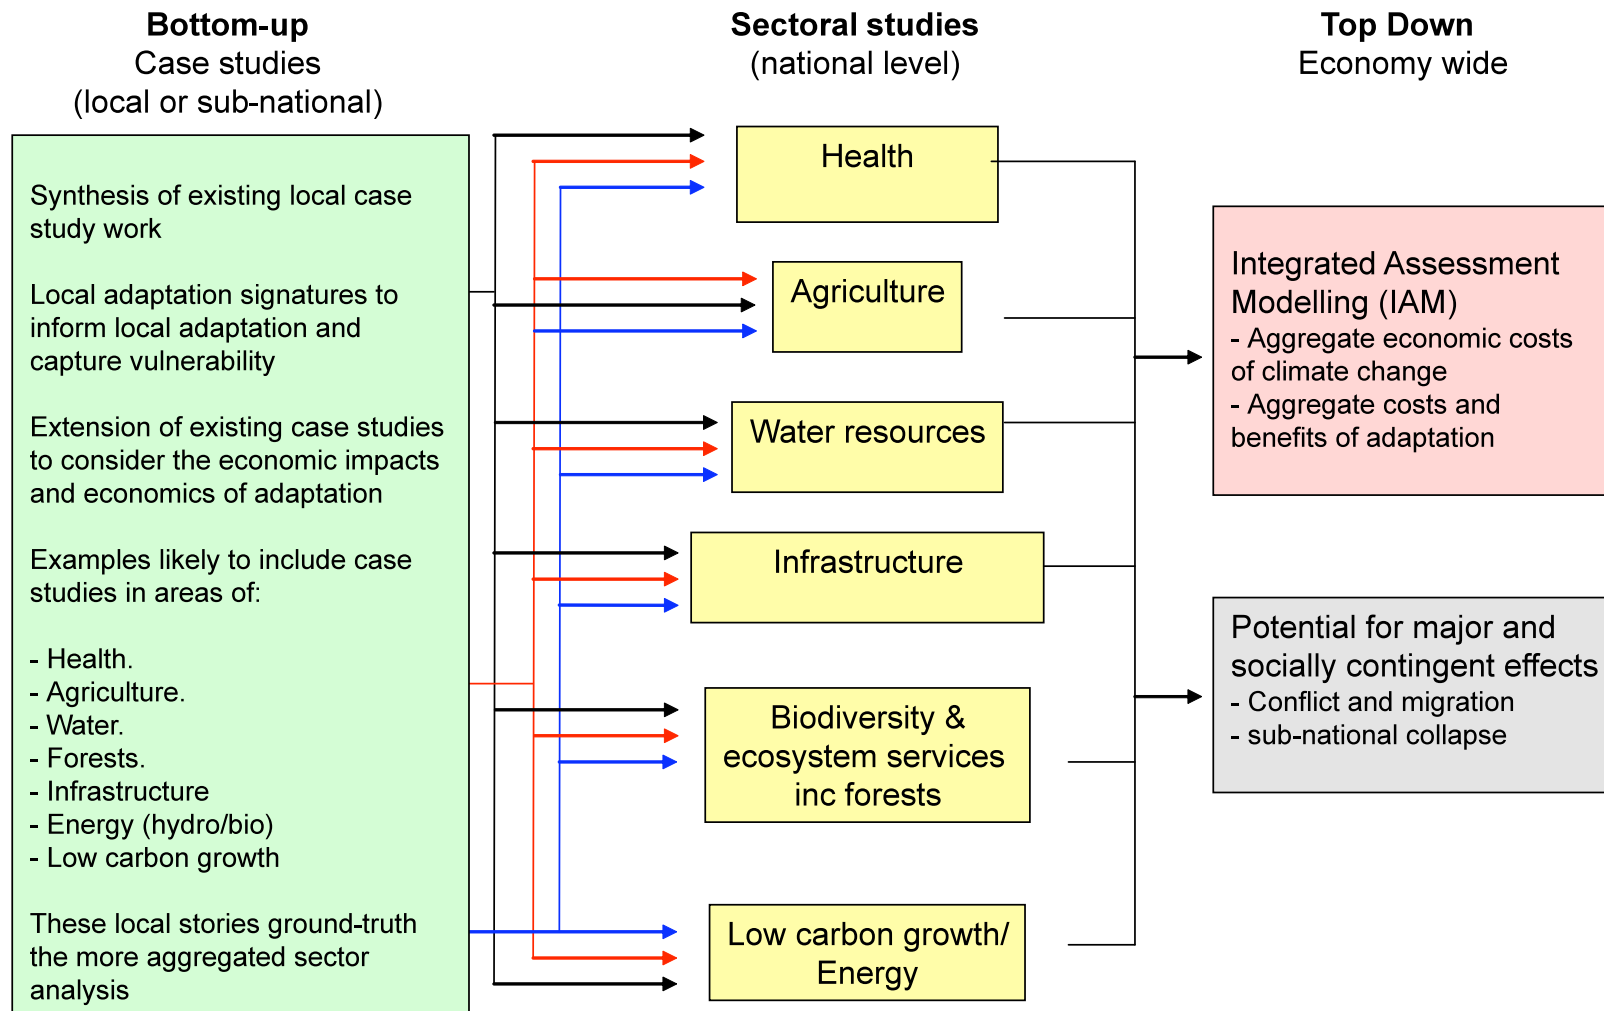 Bottom-up
Case studies
(local or sub-national)
Synthesis of existing local case
study work
Local adaptation signatures to
inform local adaptation and
capture vulnerability
Extension of existing case studies
to consider the economic impacts
and economics of adaptation
Examples likely to include case
studies in areas of:
- Health.
- Agriculture.
- Water.
- Forests.
- Infrastructure
- Energy (hydro/bio)
- Low carbon growth
These local stories ground-truth
the more aggregated sector
analysis
Sectoral studies
(national level)
Health
Agriculture
Water resources
Infrastructure
Biodiversity &
ecosystem services
inc forests
Low carbon growth/
Energy
Top Down
Economy wide
Integrated Assessment
Modelling (IAM)
- Aggregate economic costs
of climate change
- Aggregate costs and
benefits of adaptation
Potential for major and
socially contingent effects
- Conflict and migration
- sub-national collapse